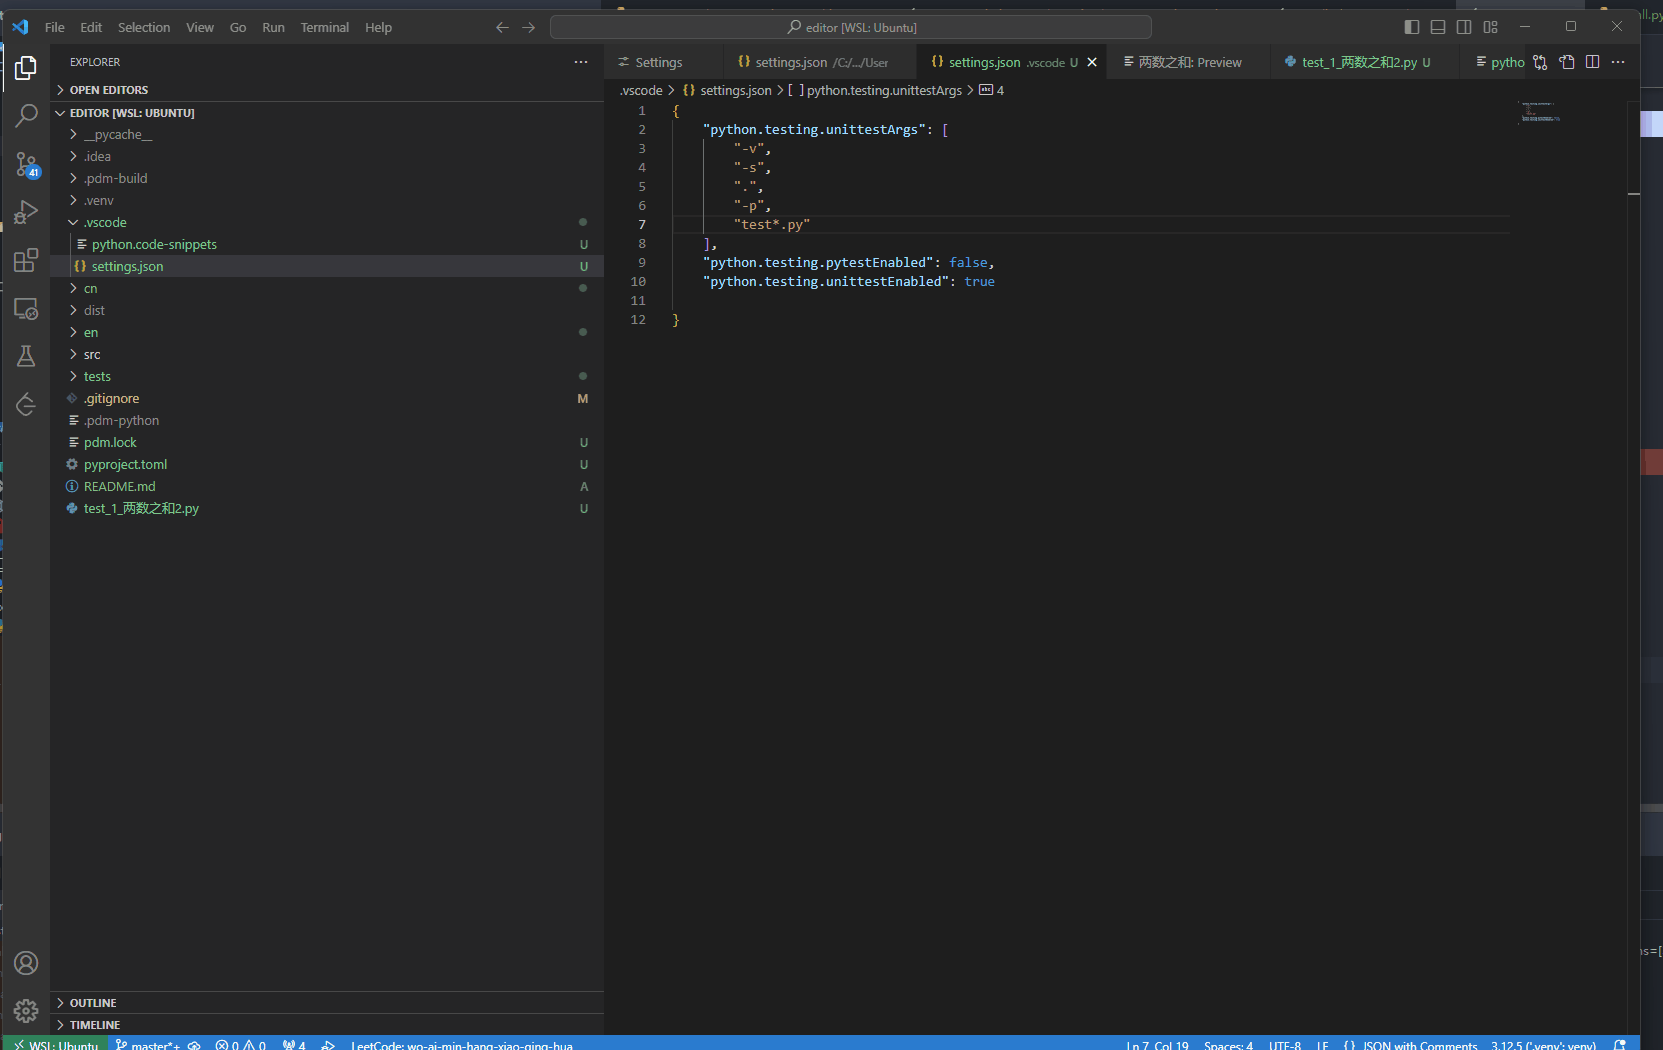 File Edit Selection View Go Run Terminal Help
editor [WSL: Ubuntu]
EXPLORER
OPEN EDITORS
EDITOR [WSL: UBUNTU]
__pycache__
.idea
.pdm-build
.venv
.vscode
python.code-snippets U
{} settings.json U
cn
dist
en
src
tests
.gitignore M
.pdm-python
pdm.lock U
pyproject.toml U
README.md A
test_1_两数之和2.py U
OUTLINE
TIMELINE
41
Settings
{} settings.json /C:/.../User
{} settings.json .vscode U
两数之和: Preview
test_1_两数之和2.py U
pytho
.vscode > {} settings.json > [ ] python.testing.unittestArgs > abc 4
1 {
2 "python.testing.unittestArgs": [
3 "-v",
4 "-s",
5 ".",
6 "-p",
7 "test*.py"
8 ],
9 "python.testing.pytestEnabled": false,
10 "python.testing.unittestEnabled": true
11
12 }
ll.py
ns=[
WSL: Ubuntu master*+ 0 0 4 LeetCode: wo-ai-min-hang-xiao-qing-hua Ln 7, Col 19 Spaces: 4 UTF-8 LF {} JSON with Comments 3.12.5 ('.venv': venv)